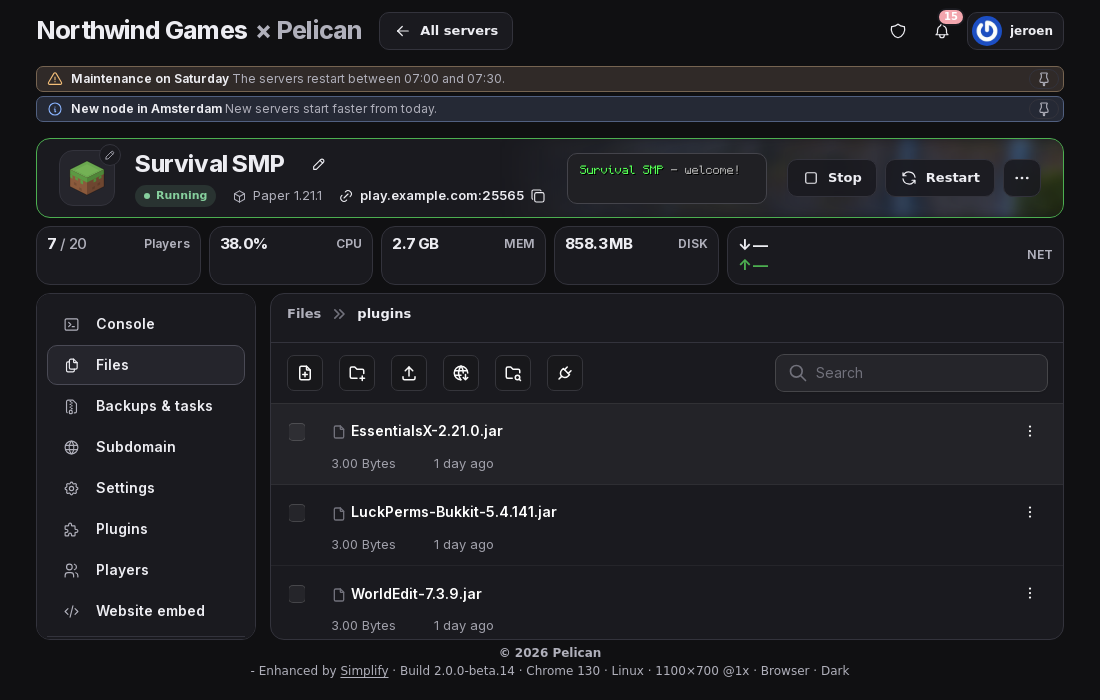 Northwind Games × Pelican
All servers
15
jeroen
Maintenance on Saturday The servers restart between 07:00 and 07:30.
New node in Amsterdam New servers start faster from today.
Survival SMP
Running
Paper 1.21.1
play.example.com:25565
Survival SMP — welcome!
Stop
Restart
7 / 20 Players
38.0% CPU
2.7 GB MEM
858.3 MB DISK
↓—
↑—
NET
Console
Files
Backups & tasks
Subdomain
Settings
Plugins
Players
Website embed
Files » plugins
Search
EssentialsX-2.21.0.jar
3.00 Bytes 1 day ago
LuckPerms-Bukkit-5.4.141.jar
3.00 Bytes 1 day ago
WorldEdit-7.3.9.jar
3.00 Bytes 1 day ago
© 2026 Pelican
- Enhanced by Simplify · Build 2.0.0-beta.14 · Chrome 130 · Linux · 1100×700 @1x · Browser · Dark